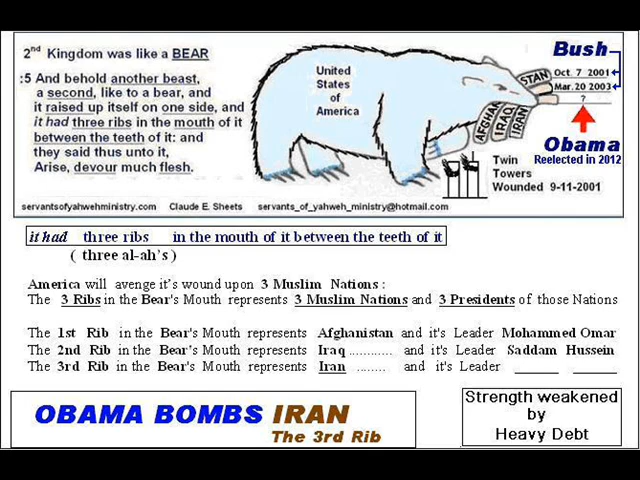 2nd Kingdom was like a BEAR
:5 And behold another beast,
a second, like to a bear, and
it raised up itself on one side, and
it had three ribs in the mouth of it
between the teeth of it: and
they said thus unto it,
Arise, devour much flesh.
United
States
of
America
STAN
AFGHAN
IRAQ
IRAN
Bush
Oct. 7 2001
Mar. 20 2003
?
Obama
Reelected in 2012
Twin
Towers
Wounded 9-11-2001
servantsofyahwehministry.com Claude E. Sheets servants_of_yahweh_ministry@hotmail.com
it had three ribs in the mouth of it between the teeth of it
( three al-ah's )
America will avenge it's wound upon 3 Muslim Nations :
The 3 Ribs in the Bear's Mouth represents 3 Muslim Nations and 3 Presidents of those Nations
The 1st Rib in the Bear's Mouth represents Afghanistan and it's Leader Mohammed Omar
The 2nd Rib in the Bear's Mouth represents Iraq ............ and it's Leader Saddam Hussein
The 3rd Rib in the Bear's Mouth represents Iran ........ and it's Leader _____ _____
OBAMA BOMBS IRAN
The 3rd Rib
Strength weakened
by
Heavy Debt